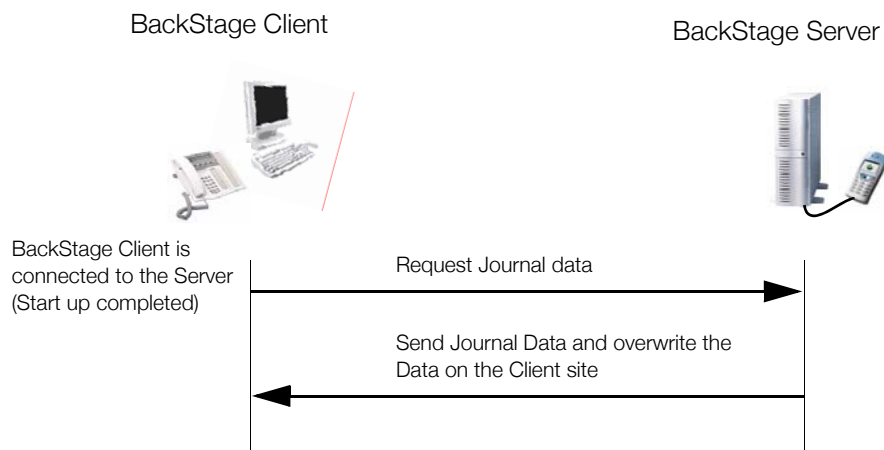 BackStage Client
BackStage Server
BackStage Client is
connected to the Server
(Start up completed)
Request Journal data
Send Journal Data and overwrite the
Data on the Client site